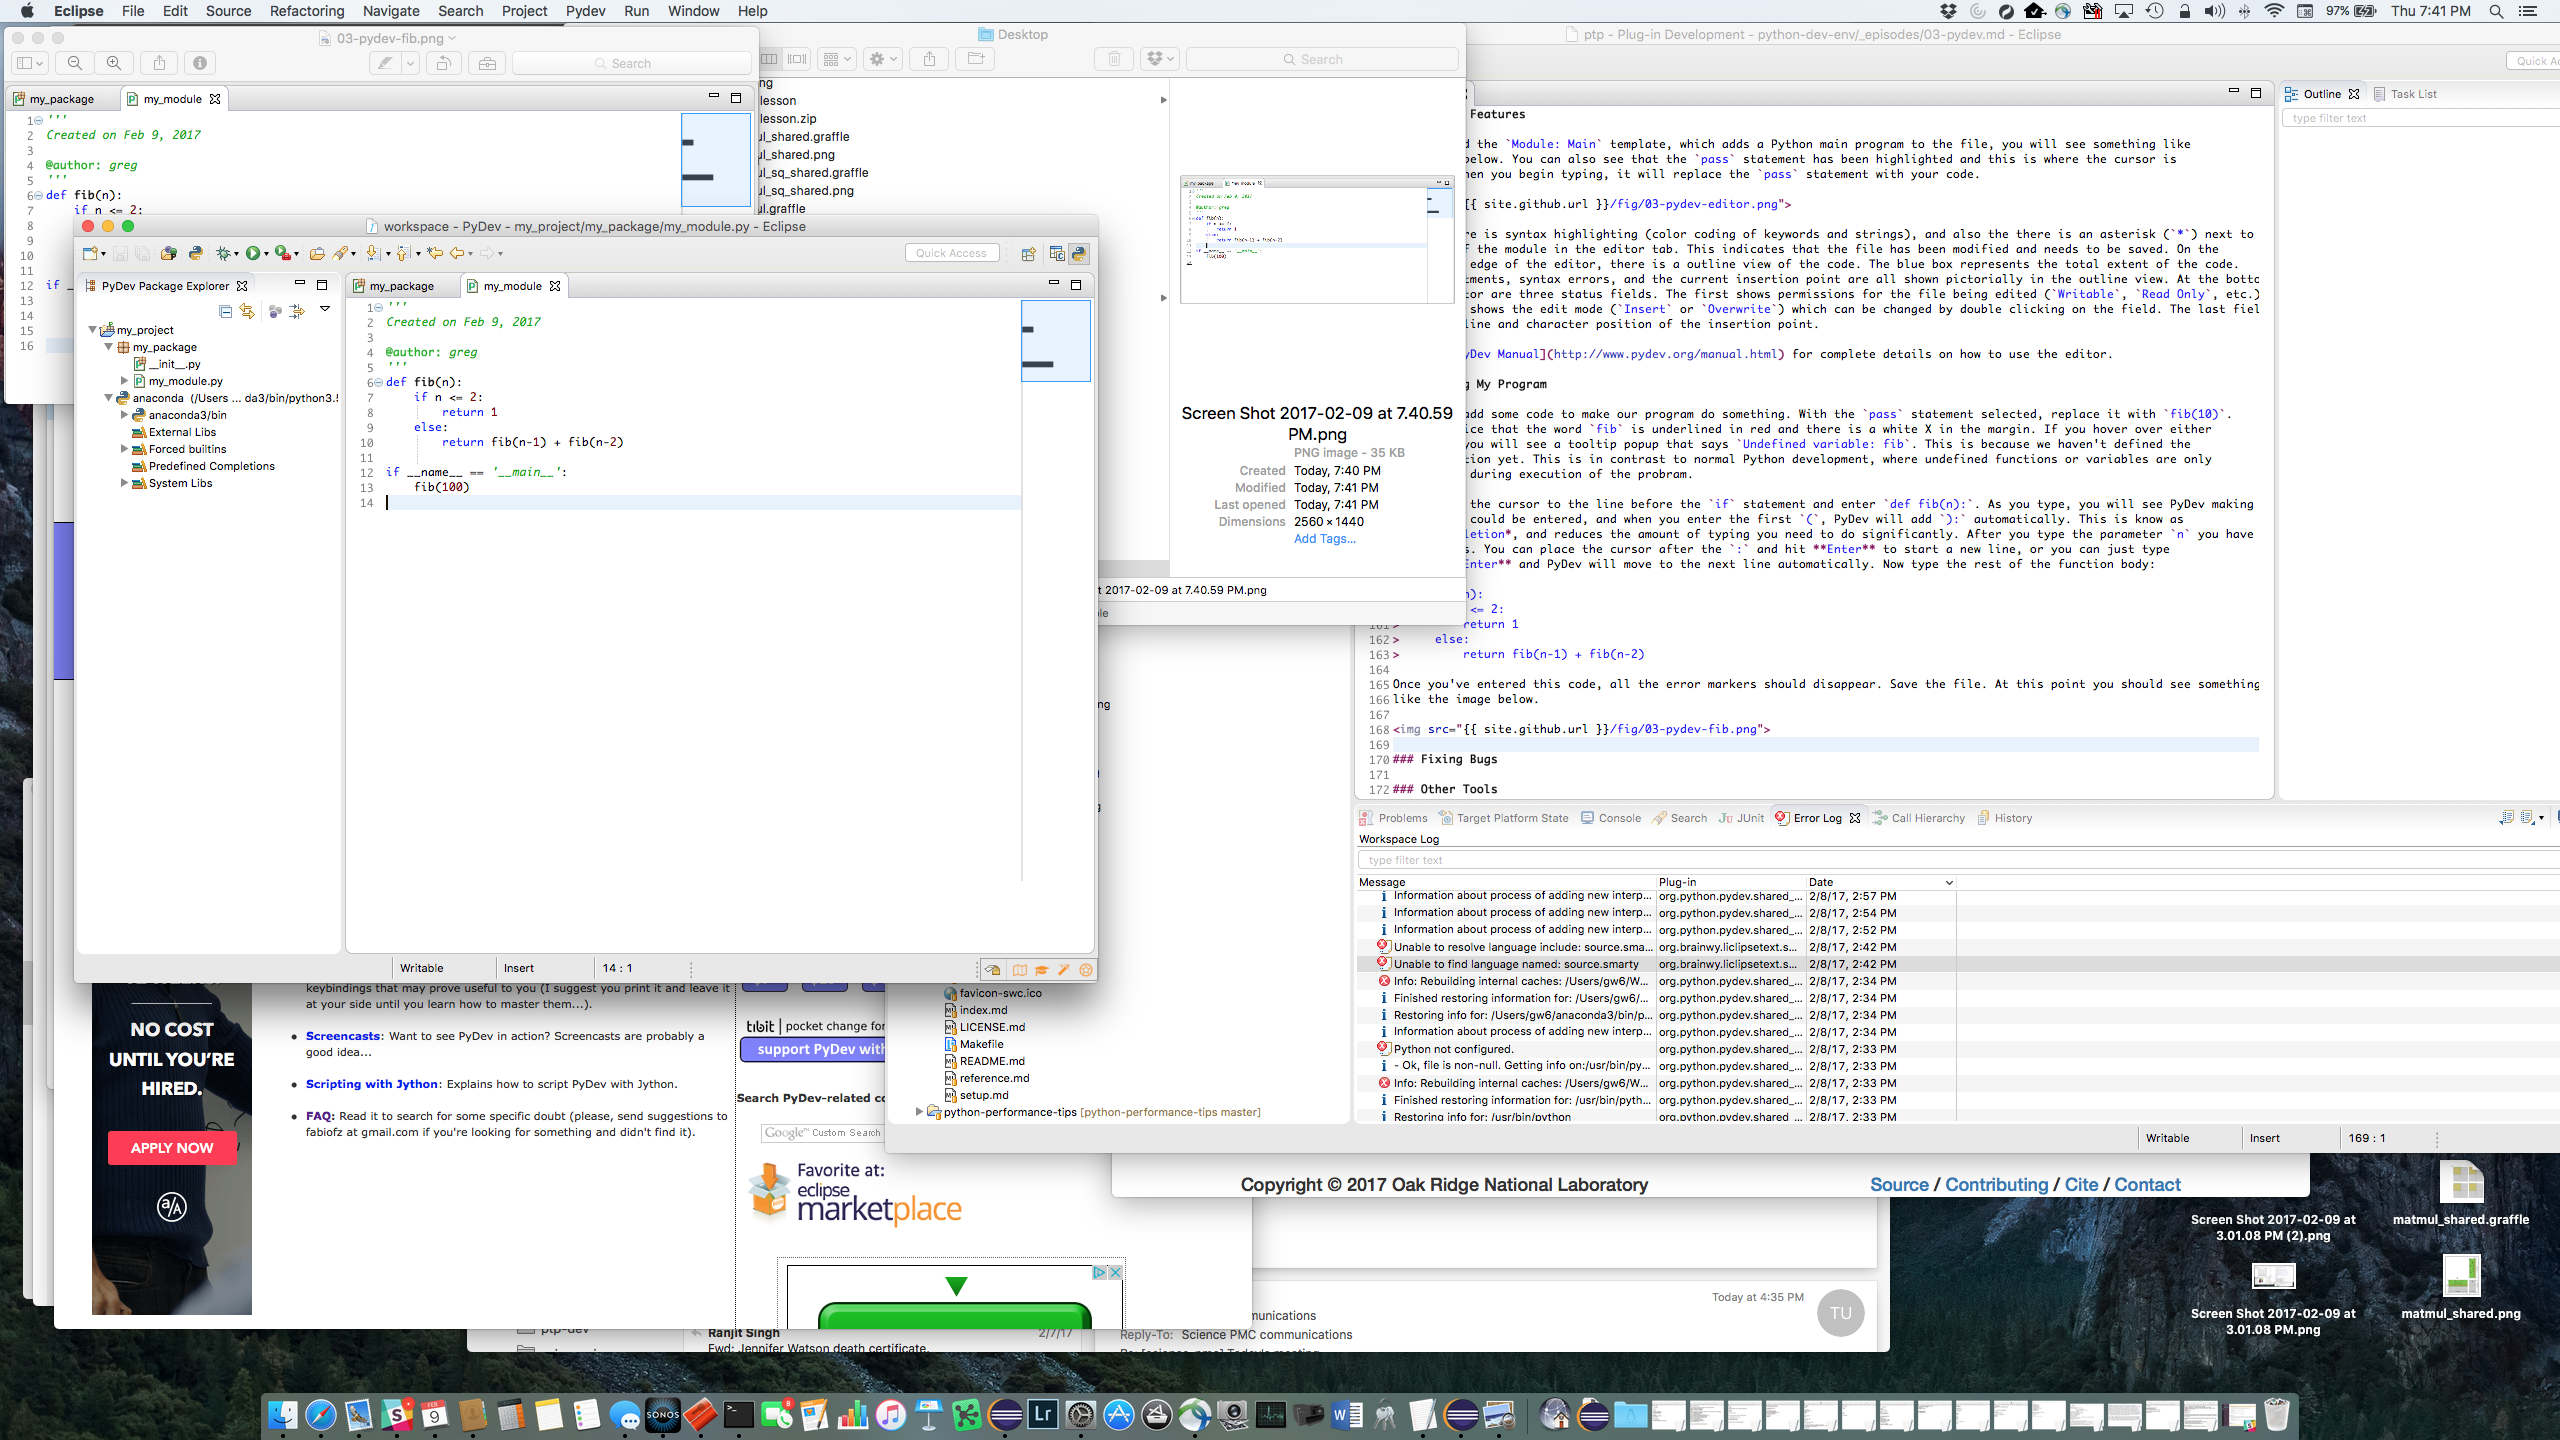 Eclipse File Edit Source Refactoring Navigate Search Project Pydev Run Window Help
97% Thu 7:41 PM
03-pydev-fib.png
Search
my_package my_module
1 '''
2 Created on Feb 9, 2017
3
4 @author: greg
5 '''
6 def fib(n):
7 if n <= 2:
8
9
10
11
12 if _
13
14
15
16
Desktop
Search
ng
lesson
lesson.zip
ul_shared.graffle
ul_shared.png
ul_sq_shared.graffle
ul_sq_shared.png
ul.graffle
Screen Shot 2017-02-09 at 7.40.59
PM.png
PNG image - 35 KB
Created Today, 7:40 PM
Modified Today, 7:41 PM
Last opened Today, 7:41 PM
Dimensions 2560 × 1440
Add Tags...
t 2017-02-09 at 7.40.59 PM.png
workspace - PyDev - my_project/my_package/my_module.py - Eclipse
Quick Access
PyDev Package Explorer
my_project
my_package
__init__.py
my_module.py
anaconda (/Users ... da3/bin/python3.!
anaconda3/bin
External Libs
Forced builtins
Predefined Completions
System Libs
my_package my_module
1 '''
2 Created on Feb 9, 2017
3
4 @author: greg
5 '''
6 def fib(n):
7 if n <= 2:
8 return 1
9 else:
10 return fib(n-1) + fib(n-2)
11
12 if __name__ == '__main__':
13 fib(100)
14
Writable Insert 14 : 1
ptp - Plug-in Development - python-dev-env/_episodes/03-pydev.md - Eclipse
Quick Ac
Outline Task List
type filter text
Features
d the `Module: Main` template, which adds a Python main program to the file, you will see something like
elow. You can also see that the `pass` statement has been highlighted and this is where the cursor is
hen you begin typing, it will replace the `pass` statement with your code.
{{ site.github.url }}/fig/03-pydev-editor.png">
re is syntax highlighting (color coding of keywords and strings), and also the there is an asterisk (`*`) next to
f the module in the editor tab. This indicates that the file has been modified and needs to be saved. On the
edge of the editor, there is a outline view of the code. The blue box represents the total extent of the code.
ments, syntax errors, and the current insertion point are all shown pictorially in the outline view. At the botto
tor are three status fields. The first shows permissions for the file being edited (`Writable`, `Read Only`, etc.)
shows the edit mode (`Insert` or `Overwrite`) which can be changed by double clicking on the field. The last fiel
line and character position of the insertion point.
yDev Manual](http://www.pydev.org/manual.html) for complete details on how to use the editor.
g My Program
add some code to make our program do something. With the `pass` statement selected, replace it with `fib(10)`.
ice that the word `fib` is underlined in red and there is a white X in the margin. If you hover over either
you will see a tooltip popup that says `Undefined variable: fib`. This is because we haven't defined the
tion yet. This is in contrast to normal Python development, where undefined functions or variables are only
during execution of the probram.
the cursor to the line before the `if` statement and enter `def fib(n):`. As you type, you will see PyDev making
could be entered, and when you enter the first `(`, PyDev will add `):` automatically. This is know as
letion*, and reduces the amount of typing you need to do significantly. After you type the parameter `n` you have
s. You can place the cursor after the `:` and hit **Enter** to start a new line, or you can just type
Enter** and PyDev will move to the next line automatically. Now type the rest of the function body:
n):
<= 2:
161 > return 1
162 > else:
163 > return fib(n-1) + fib(n-2)
164
165 Once you've entered this code, all the error markers should disappear. Save the file. At this point you should see something
166 like the image below.
167
168 <img src="{{ site.github.url }}/fig/03-pydev-fib.png">
169
170 ### Fixing Bugs
171
172 ### Other Tools
Problems Target Platform State Console Search JUnit Error Log Call Hierarchy History
Workspace Log
type filter text
Message Plug-in Date
Information about process of adding new interp... org.python.pydev.shared_... 2/8/17, 2:57 PM
Information about process of adding new interp... org.python.pydev.shared_... 2/8/17, 2:54 PM
Information about process of adding new interp... org.python.pydev.shared_... 2/8/17, 2:52 PM
Unable to resolve language include: source.sma... org.brainwy.liclipsetext.s... 2/8/17, 2:42 PM
Unable to find language named: source.smarty org.brainwy.liclipsetext.s... 2/8/17, 2:42 PM
Info: Rebuilding internal caches: /Users/gw6/W... org.python.pydev.shared_... 2/8/17, 2:34 PM
Finished restoring information for: /Users/gw6/... org.python.pydev.shared_... 2/8/17, 2:34 PM
Restoring info for: /Users/gw6/anaconda3/bin/p... org.python.pydev.shared_... 2/8/17, 2:34 PM
Information about process of adding new interp... org.python.pydev.shared_... 2/8/17, 2:34 PM
Python not configured. org.python.pydev.shared_... 2/8/17, 2:33 PM
- Ok, file is non-null. Getting info on:/usr/bin/py... org.python.pydev.shared_... 2/8/17, 2:33 PM
Info: Rebuilding internal caches: /Users/gw6/W... org.python.pydev.shared_... 2/8/17, 2:33 PM
Finished restoring information for: /usr/bin/pyth... org.python.pydev.shared_... 2/8/17, 2:33 PM
Restoring info for: /usr/bin/python org.python.pydev.shared_... 2/8/17, 2:33 PM
Writable Insert 169 : 1
favicon-swc.ico
index.md
LICENSE.md
Makefile
README.md
reference.md
setup.md
python-performance-tips [python-performance-tips master]
NO COST
UNTIL YOU'RE
HIRED.
APPLY NOW
a/A
keybindings that may prove useful to you (I suggest you print it and leave it
at your side until you learn how to master them...).
Screencasts: Want to see PyDev in action? Screencasts are probably a
good idea...
Scripting with Jython: Explains how to script PyDev with Jython.
FAQ: Read it to search for some specific doubt (please, send suggestions to
fabiofz at gmail.com if you're looking for something and didn't find it).
tibit | pocket change for
support PyDev with
Search PyDev-related co
Google™ Custom Search
Favorite at:
eclipse
marketplace
Copyright © 2017 Oak Ridge National Laboratory
Source / Contributing / Cite / Contact
Today at 4:35 PM
TU
munications
Reply-To: Science PMC communications
ptp-dev
Ranjit Singh 2/7/17
Fwd: Jennifer Watson death certificate.
Screen Shot 2017-02-09 at
3.01.08 PM (2).png
matmul_shared.graffle
Screen Shot 2017-02-09 at
3.01.08 PM.png
matmul_shared.png
FEB
9
SONOS
Lr